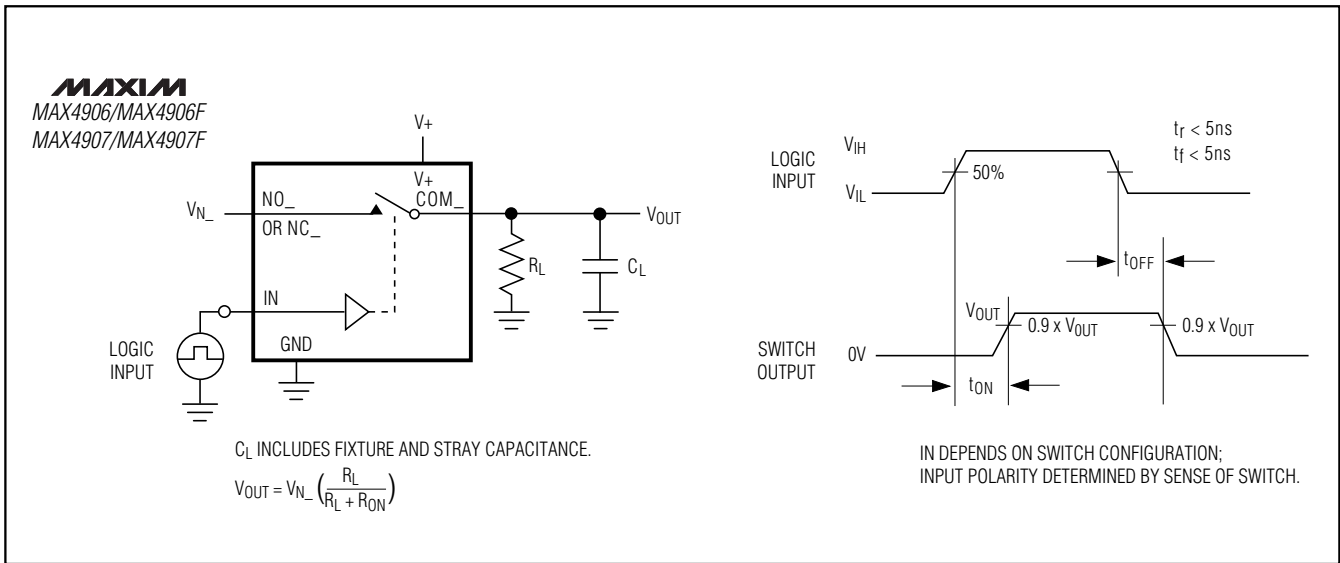 MAXIM
MAX4906/MAX4906F
MAX4907/MAX4907F
V+
V+
NO_
COM_
V_N_
OR NC_
V_OUT
R_L
C_L
IN
GND
LOGIC
INPUT
C_L INCLUDES FIXTURE AND STRAY CAPACITANCE.
V_OUT = V_N_ (R_L / (R_L + R_ON))
LOGIC
INPUT
V_IH
V_IL
50%
t_r < 5ns
t_f < 5ns
t_OFF
SWITCH
OUTPUT
V_OUT
0V
0.9 x V_OUT
0.9 x V_OUT
t_ON
IN DEPENDS ON SWITCH CONFIGURATION;
INPUT POLARITY DETERMINED BY SENSE OF SWITCH.